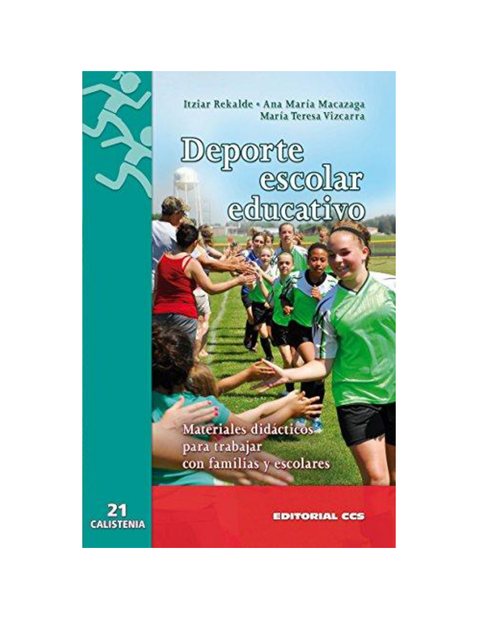 Itziar Rekalde • Ana María Macazaga
María Teresa Vizcarra
Deporte
escolar
educativo
Materiales didácticos
para trabajar
con familias y escolares
21
CALISTENIA
EDITORIAL CCS